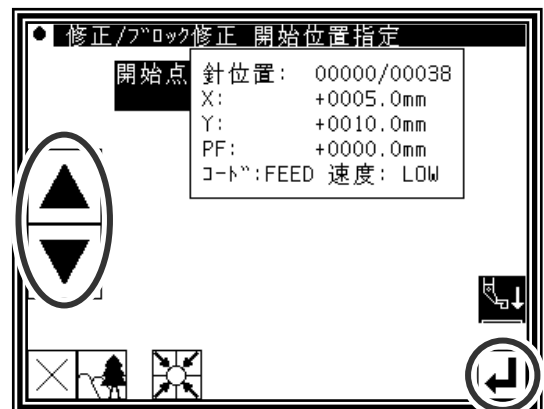 ● 修正/ブロック修正 開始位置指定
開始点
針位置: 00000/00038
X: +0005.0mm
Y: +0010.0mm
PF: +0000.0mm
コード:FEED 速度: LOW